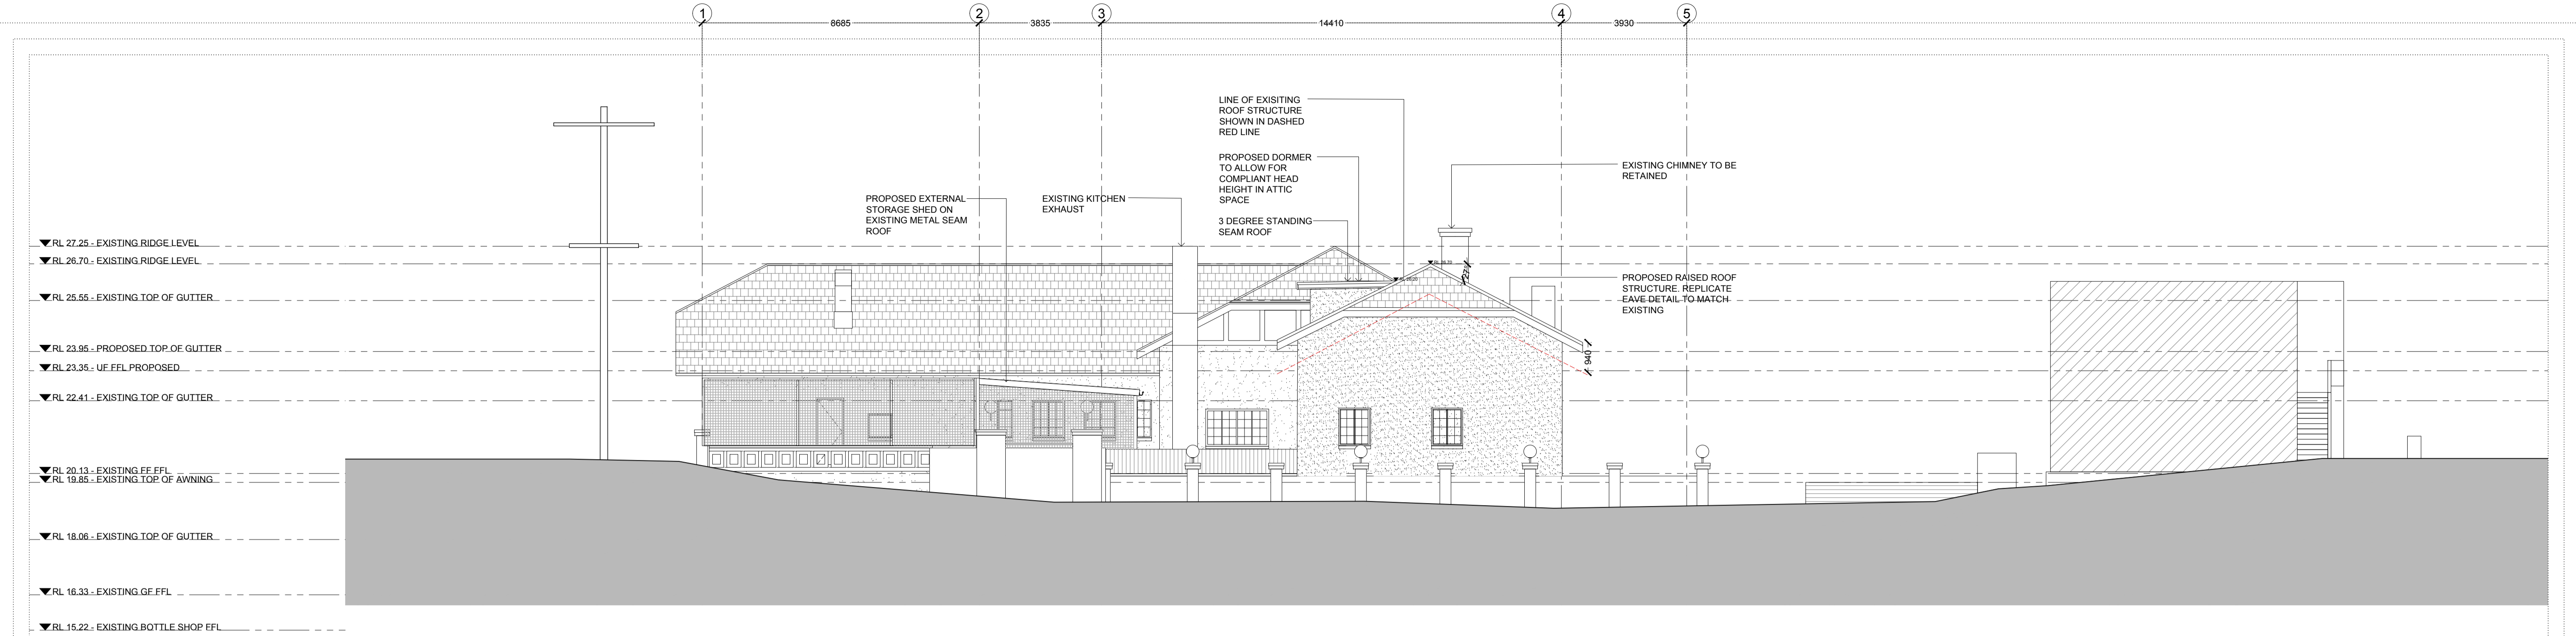 1
2
3
4
5
8685
3835
14410
3930
LINE OF EXISITING
ROOF STRUCTURE
SHOWN IN DASHED
RED LINE
PROPOSED DORMER
TO ALLOW FOR
COMPLIANT HEAD
HEIGHT IN ATTIC
SPACE
3 DEGREE STANDING
SEAM ROOF
EXISTING CHIMNEY TO BE
RETAINED
PROPOSED EXTERNAL
STORAGE SHED ON
EXISTING METAL SEAM
ROOF
EXISTING KITCHEN
EXHAUST
PROPOSED RAISED ROOF
STRUCTURE. REPLICATE
EAVE DETAIL TO MATCH
EXISTING
940
RL 27.25 - EXISTING RIDGE LEVEL
RL 26.70 - EXISTING RIDGE LEVEL
RL 25.55 - EXISTING TOP OF GUTTER
RL 23.95 - PROPOSED TOP OF GUTTER
RL 23.35 - UF FFL PROPOSED
RL 22.41 - EXISTING TOP OF GUTTER
RL 20.13 - EXISTING FF FFL
RL 19.85 - EXISTING TOP OF AWNING
RL 18.06 - EXISTING TOP OF GUTTER
RL 16.33 - EXISTING GF FFL
RL 15.22 - EXISTING BOTTLE SHOP FFL